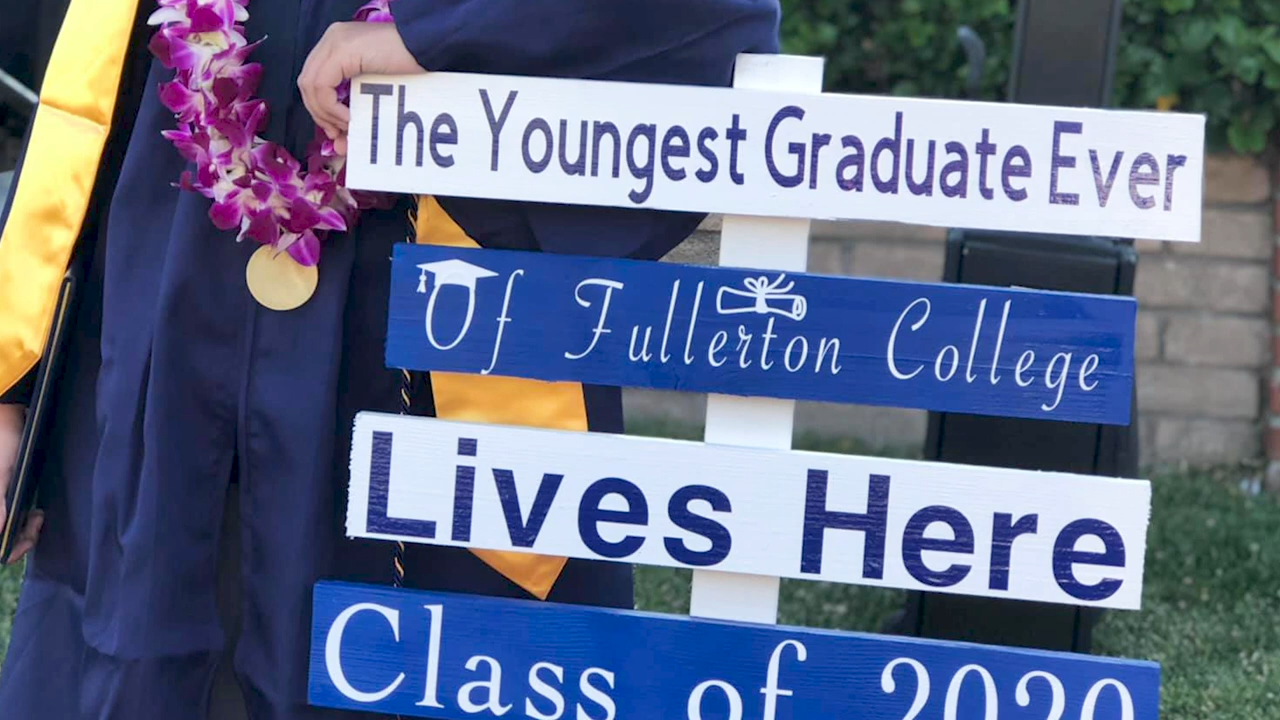 The Youngest Graduate Ever
Of Fullerton College
Lives Here
Class of 2020